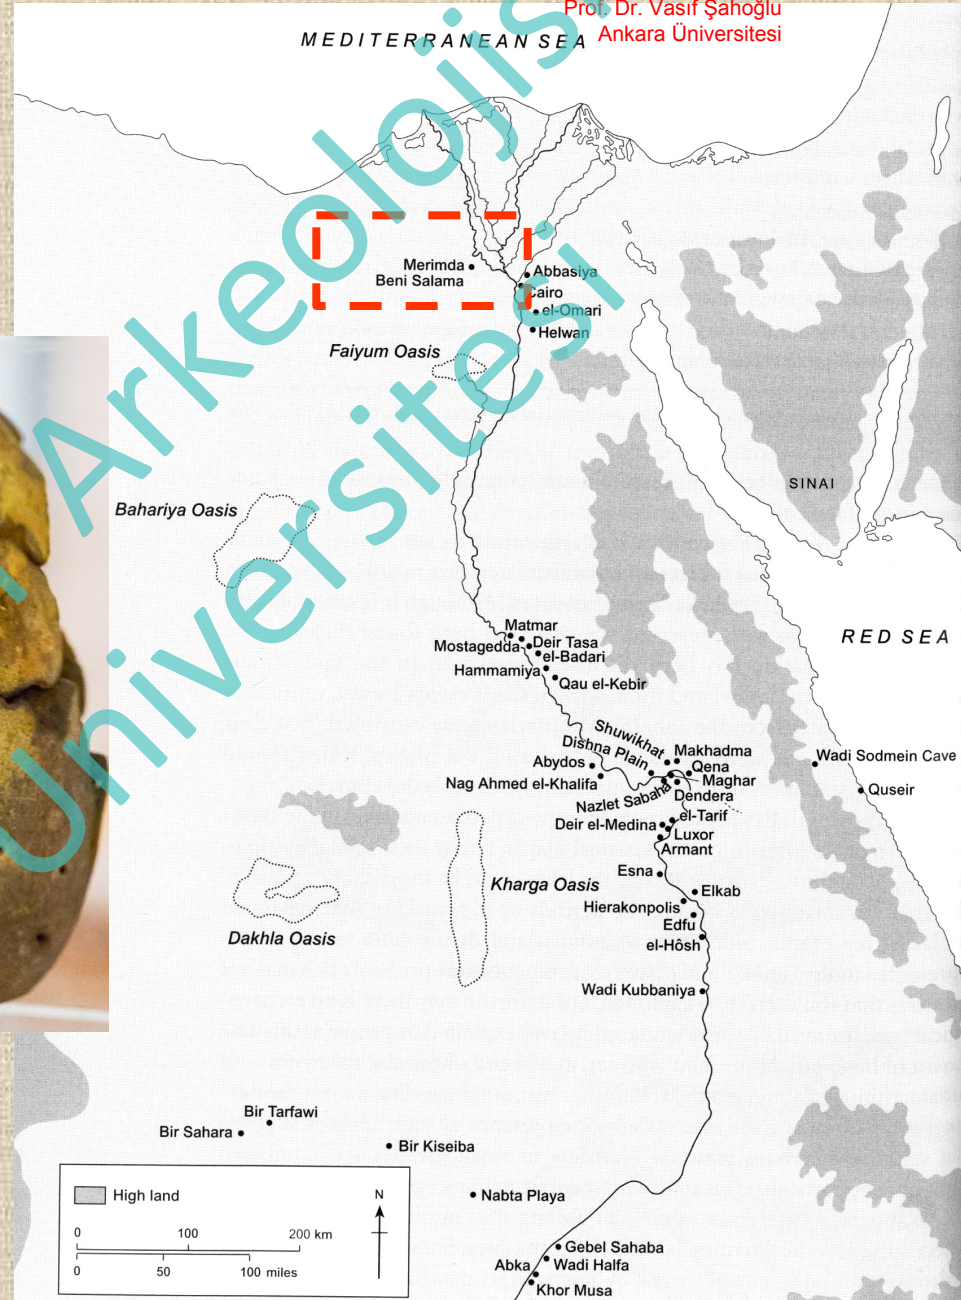 Prof. Dr. Vasıf Şahoğlu
Ankara Üniversitesi
MEDITERRANEAN SEA
Arkeolojisi
Üniversitesi
Merimda
Beni Salama
Abbasiya
Cairo
el-Omari
Helwan
Faiyum Oasis
SINAI
Bahariya Oasis
RED SEA
Matmar
Mostagedda
Deir Tasa
el-Badari
Hammamiya
Qau el-Kebir
Shuwikhat
Dishna Plain
Makhadma
Abydos
Qena
Nag Ahmed el-Khalifa
Maghar
Nazlet Sabaha
Dendera
Wadi Sodmein Cave
Quseir
el-Tarif
Deir el-Medina
Luxor
Armant
Esna
Kharga Oasis
Elkab
Hierakonpolis
Edfu
Dakhla Oasis
el-Hôsh
Wadi Kubbaniya
Bir Tarfawi
Bir Sahara
Bir Kiseiba
Nabta Playa
High land
N
0 100 200 km
0 50 100 miles
Gebel Sahaba
Abka
Wadi Halfa
Khor Musa